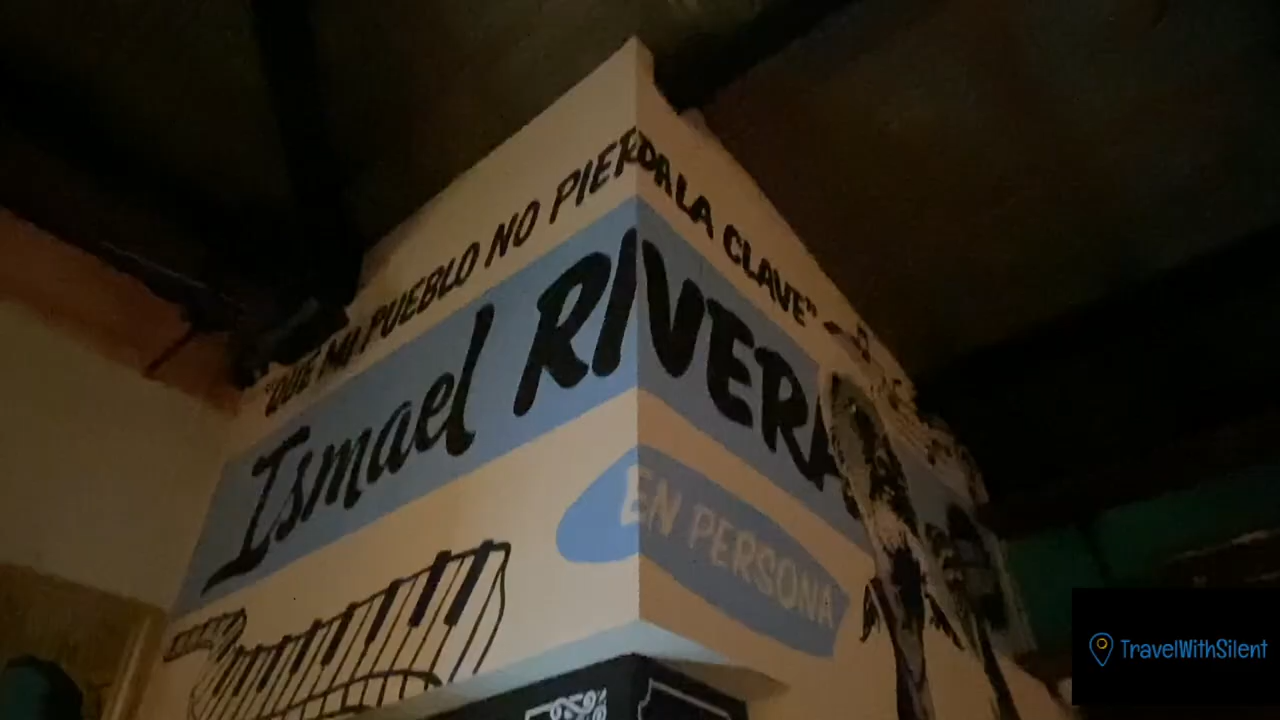 "QUE MI PUEBLO NO PIERDA LA CLAVE"
Ismael RIVERA
EN PERSONA
TravelWithSilent